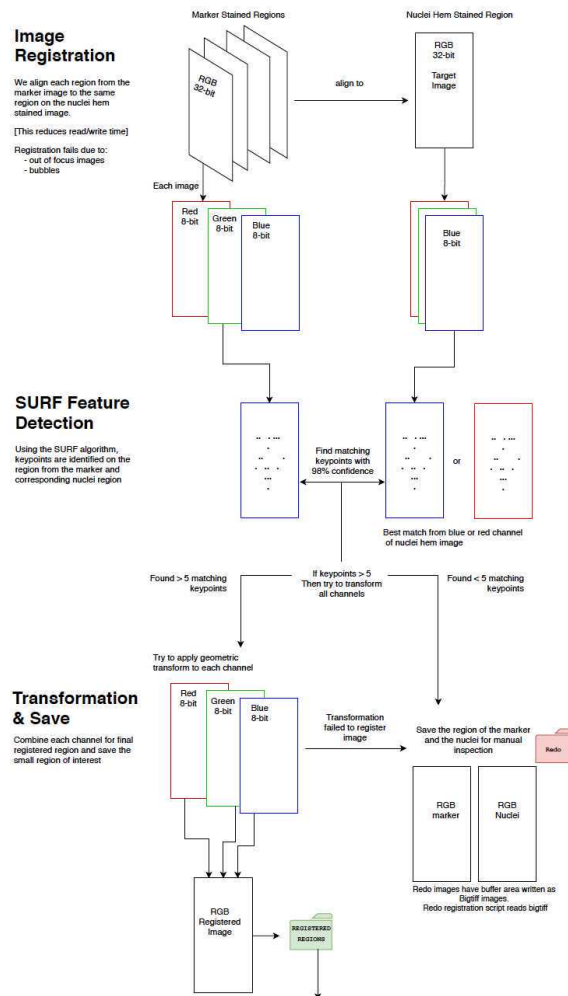 Marker Stained Regions
Nuclei Hem Stained Region
Image
Registration
We align each region from the
marker image to the same
region on the nuclei hem
stained image.
[This reduces read/write time]
Registration fails due to:
- out of focus images
- bubbles
RGB
32-bit
align to
RGB
32-bit
Target
Image
Each image
Red
8-bit
Green
8-bit
Blue
8-bit
Blue
8-bit
SURF Feature
Detection
Using the SURF algorithm,
keypoints are identified on the
region from the marker and
corresponding nuclei region
Find matching
keypoints with
98% confidence
or
Best match from blue or red channel
of nuclei hem image
Found > 5 matching
keypoints
If keypoints > 5
Then try to transform
all channels
Found < 5 matching
keypoints
Try to apply geometric
transform to each channel
Transformation
& Save
Combine each channel for final
registered region and save the
small region of interest
Red
8-bit
Green
8-bit
Blue
8-bit
Transformation
failed to register
image
Save the region of the marker
and the nuclei for manual
inspection
Redo
RGB
marker
RGB
Nuclei
Redo images have buffer area written as
Bigtiff images.
Redo registration script reads bigtiff
RGB
Registered
Image
REGISTERED
REGIONS